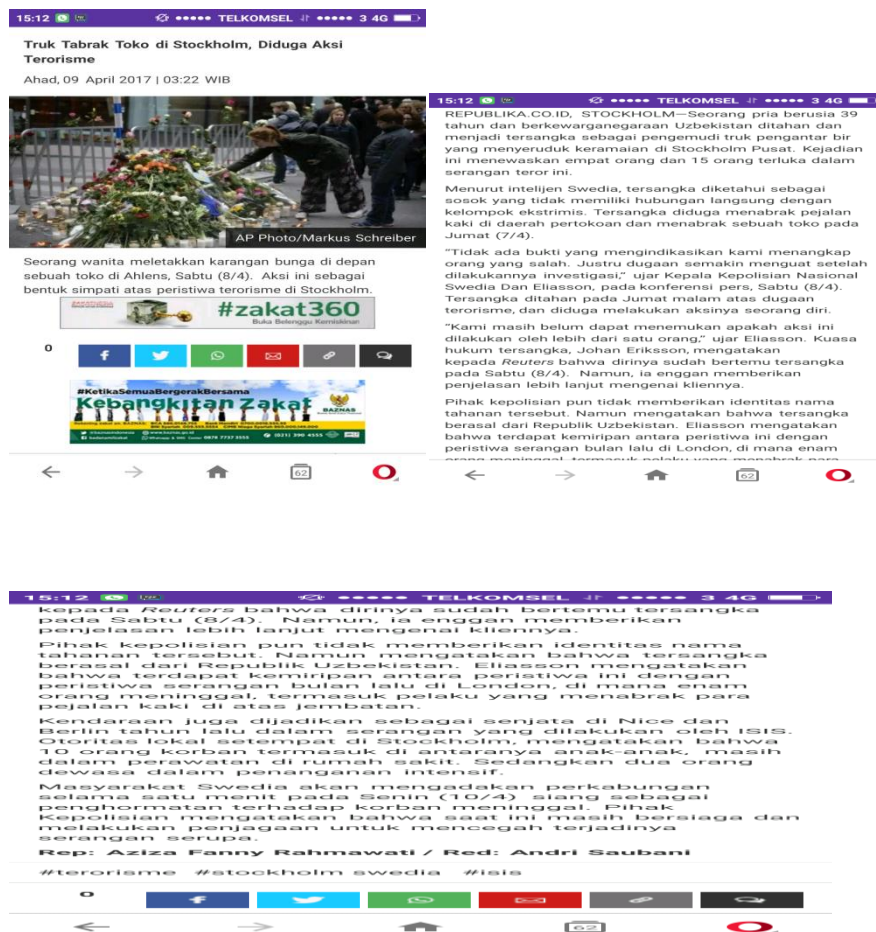 15:12 TELKOMSEL 3 4G
Truk Tabrak Toko di Stockholm, Diduga Aksi
Terorisme
Ahad, 09 April 2017 | 03:22 WIB
AP Photo/Markus Schreiber
Seorang wanita meletakkan karangan bunga di depan
sebuah toko di Ahlens, Sabtu (8/4). Aksi ini sebagai
bentuk simpati atas peristiwa terorisme di Stockholm.
#zakat360
Buka Belenggu Kemiskinan
0
#KetikaSemuaBergerakBersama
Kebangkitan Zakat
BAZNAS
(021) 390 4555
62
15:12 TELKOMSEL 3 4G
REPUBLIKA.CO.ID, STOCKHOLM—Seorang pria berusia 39
tahun dan berkewarganegaraan Uzbekistan ditahan dan
menjadi tersangka sebagai pengemudi truk pengantar bir
yang menyeruduk keramaian di Stockholm Pusat. Kejadian
ini menewaskan empat orang dan 15 orang terluka dalam
serangan teror ini.
Menurut intelijen Swedia, tersangka diketahui sebagai
sosok yang tidak memiliki hubungan langsung dengan
kelompok ekstrimis. Tersangka diduga menabrak pejalan
kaki di daerah pertokoan dan menabrak sebuah toko pada
Jumat (7/4).
"Tidak ada bukti yang mengindikasikan kami menangkap
orang yang salah. Justru dugaan semakin menguat setelah
dilakukannya investigasi," ujar Kepala Kepolisian Nasional
Swedia Dan Eliasson, pada konferensi pers, Sabtu (8/4).
Tersangka ditahan pada Jumat malam atas dugaan
terorisme, dan diduga melakukan aksinya seorang diri.
"Kami masih belum dapat menemukan apakah aksi ini
dilakukan oleh lebih dari satu orang," ujar Eliasson. Kuasa
hukum tersangka, Johan Eriksson, mengatakan
kepada Reuters bahwa dirinya sudah bertemu tersangka
pada Sabtu (8/4). Namun, ia enggan memberikan
penjelasan lebih lanjut mengenai kliennya.
Pihak kepolisian pun tidak memberikan identitas nama
tahanan tersebut. Namun mengatakan bahwa tersangka
berasal dari Republik Uzbekistan. Eliasson mengatakan
bahwa terdapat kemiripan antara peristiwa ini dengan
peristiwa serangan bulan lalu di London, di mana enam
orang meninggal, termasuk pelaku yang menabrak para
62
15:12 TELKOMSEL 3 4G
kepada Reuters bahwa dirinya sudah bertemu tersangka
pada Sabtu (8/4). Namun, ia enggan memberikan
penjelasan lebih lanjut mengenai kliennya.
Pihak kepolisian pun tidak memberikan identitas nama
tahanan tersebut. Namun mengatakan bahwa tersangka
berasal dari Republik Uzbekistan. Eliasson mengatakan
bahwa terdapat kemiripan antara peristiwa ini dengan
peristiwa serangan bulan lalu di London, di mana enam
orang meninggal, termasuk pelaku yang menabrak para
pejalan kaki di atas jembatan.
Kendaraan juga dijadikan sebagai senjata di Nice dan
Berlin tahun lalu dalam serangan yang dilakukan oleh ISIS.
Otoritas lokal setempat di Stockholm, mengatakan bahwa
10 orang korban termasuk di antaranya anak-anak, masih
dalam perawatan di rumah sakit. Sedangkan dua orang
dewasa dalam penanganan intensif.
Masyarakat Swedia akan mengadakan perkabungan
selama satu menit pada Senin (10/4) siang sebagai
penghormatan terhadap korban meninggal. Pihak
Kepolisian mengatakan bahwa saat ini masih bersiaga dan
melakukan penjagaan untuk mencegah terjadinya
serangan serupa.
Rep: Aziza Fanny Rahmawati / Red: Andri Saubani
#terorisme #stockholm swedia #isis
0
62